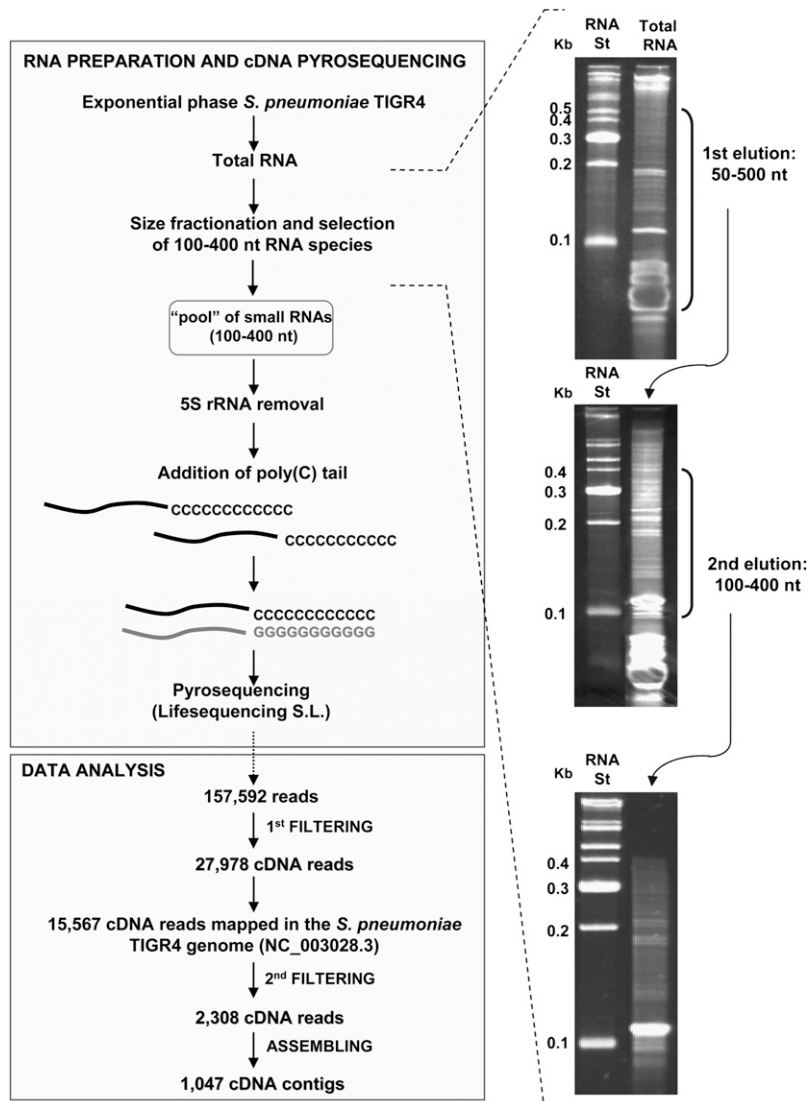 RNA PREPARATION AND cDNA PYROSEQUENCING
Exponential phase S. pneumoniae TIGR4
Total RNA
Size fractionation and selection
of 100-400 nt RNA species
“pool” of small RNAs
(100-400 nt)
5S rRNA removal
Addition of poly(C) tail
CCCCCCCCCCCC
CCCCCCCCCCC
CCCCCCCCCCCC
GGGGGGGGGGG
Pyrosequencing
(Lifesequencing S.L.)
DATA ANALYSIS
157,592 reads
1st FILTERING
27,978 cDNA reads
15,567 cDNA reads mapped in the S. pneumoniae
TIGR4 genome (NC_003028.3)
2nd FILTERING
2,308 cDNA reads
ASSEMBLING
1,047 cDNA contigs
RNA
St
Total
RNA
Kb
0.5
0.4
0.3
0.2
0.1
1st elution:
50-500 nt
RNA
St
Kb
0.4
0.3
0.2
0.1
2nd elution:
100-400 nt
RNA
St
Kb
0.4
0.3
0.2
0.1